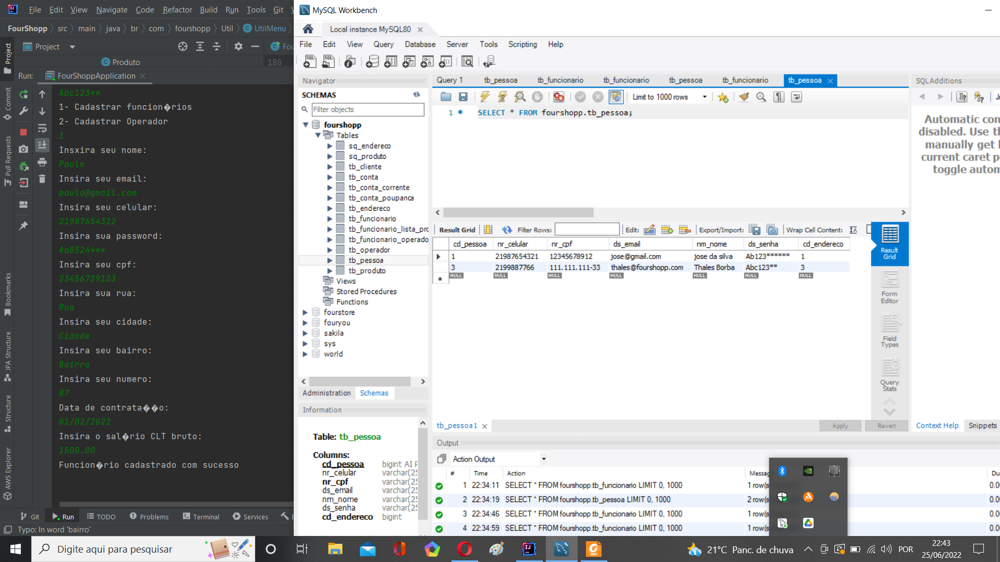 File Edit View Navigate Code Refactor Build Run Tools Git
FourShopp src main java br com fourshopp Util UtilMenu
Project
Produto
180
Run: FourShoppApplication
Abc123**
1- Cadastrar funcion�rios
2- Cadastrar Operador
1
Insxira seu nome:
Paulo
Insira seu email:
paulo@gmail.com
Insira seu celular:
21987654322
Insira sua password:
AaB524***
Insira seu cpf:
23456789123
Insira sua rua:
Rua
Insira seu cidade:
Cidade
Insira seu bairro:
Bairro
Insira seu numero:
87
Data de contrata��o:
01/02/2022
Insira o sal�rio CLT bruto:
1500.00
Funcion�rio cadastrado com sucesso
Project
Commit
Pull Requests
Bookmarks
JPA Structure
Structure
AWS Explorer
Git Run TODO Problems Terminal Services
Typo: In word 'bairro'
MySQL Workbench
Local instance MySQL80
File Edit View Query Database Server Tools Scripting Help
Navigator
SCHEMAS
Filter objects
fourshopp
Tables
sq_endereco
sq_produto
tb_cliente
tb_conta
tb_conta_corrente
tb_conta_poupanca
tb_endereco
tb_funcionario
tb_funcionario_lista_pro
tb_funcionario_operado
tb_operador
tb_pessoa
tb_produto
Views
Stored Procedures
Functions
fourstore
fouryou
sakila
sys
world
Administration Schemas
Information
Table: tb_pessoa
Columns:
cd_pessoa bigint AI P
nr_celular varchar(25
nr_cpf varchar(25
ds_email varchar(25
nm_nome varchar(25
ds_senha varchar(25
cd_endereco bigint
Query 1 tb_pessoa tb_funcionario tb_funcionario tb_pessoa tb_funcionario tb_pessoa
Limit to 1000 rows
1 SELECT * FROM fourshopp.tb_pessoa;
Result Grid Filter Rows: Edit: Export/Import: Wrap Cell Content:
cd_pessoa nr_celular nr_cpf ds_email nm_nome ds_senha cd_endereco
1 21987654321 12345678912 jose@gmail.com jose da silva Ab123****** 1
3 2199887766 111.111.111-33 thales@fourshopp.com Thales Borba Abc123** 3
NULL NULL NULL NULL NULL NULL NULL
Result Grid
Form Editor
Field Types
Query Stats
tb_pessoa1
Apply Revert
SQLAdditions
Automatic con
disabled. Use th
manually get
current caret p
toggle autom
Context Help Snippets
Output
Action Output
# Time Action Messag Du
1 22:34:11 SELECT * FROM fourshopp.tb_funcionario LIMIT 0, 1000 1 row(s 0.00
2 22:34:19 SELECT * FROM fourshopp.tb_pessoa LIMIT 0, 1000 2 row(s 0.00
3 22:34:46 SELECT * FROM fourshopp.tb_funcionario LIMIT 0, 1000 1 row(s 0.00
4 22:34:59 SELECT * FROM fourshopp.tb_funcionario LIMIT 0, 1000 1 row(s 0.00
Digite aqui para pesquisar
21°C Panc. de chuva
POR
22:43
25/06/2022